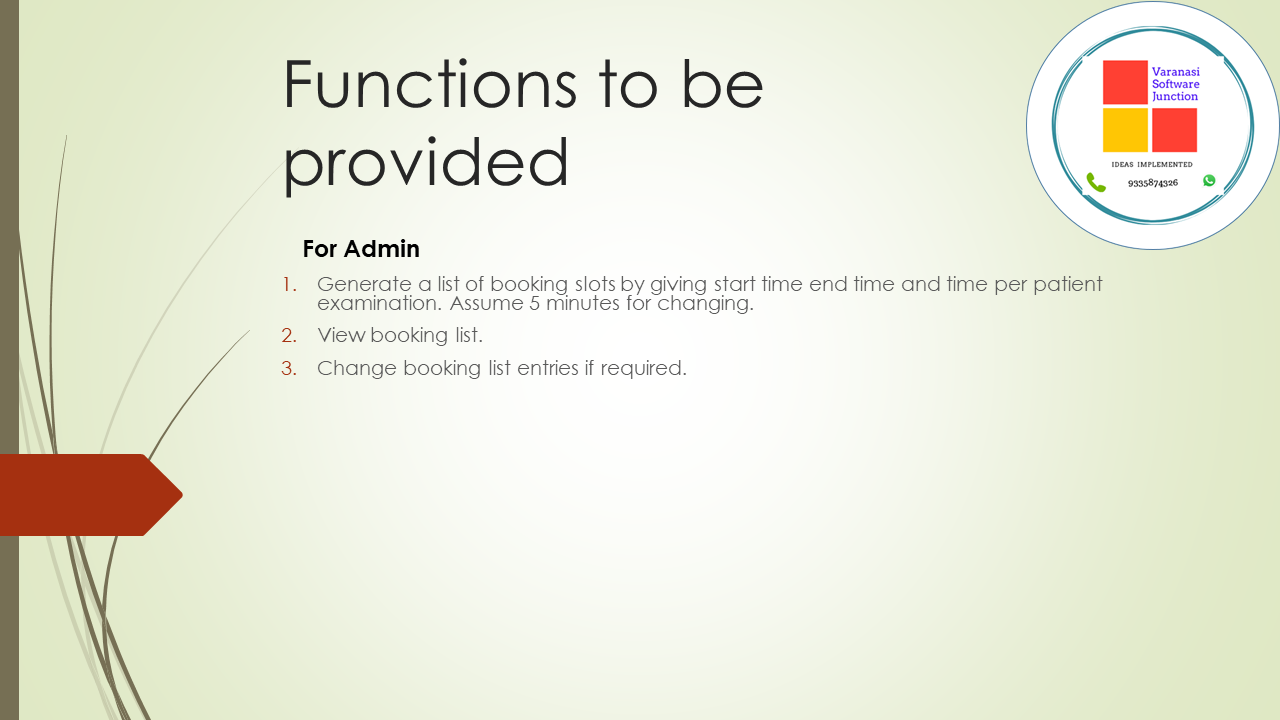 Functions to be
provided
Varanasi
Software
Junction
IDEAS IMPLEMENTED
9335874326
For Admin
1. Generate a list of booking slots by giving start time end time and time per patient
examination. Assume 5 minutes for changing.
2. View booking list.
3. Change booking list entries if required.